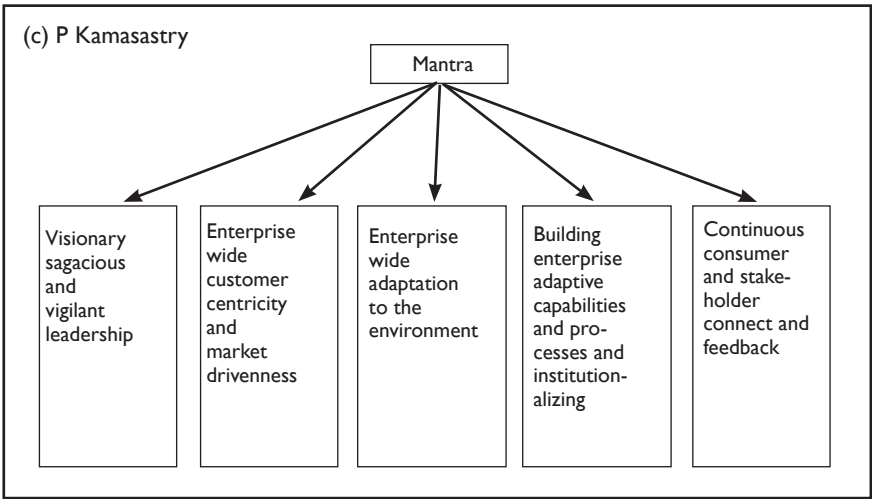 (c) P Kamasastry
Mantra
Visionary
sagacious
and
vigilant
leadership
Enterprise
wide
customer
centricity
and
market
drivenness
Enterprise
wide
adaptation
to the
environment
Building
enterprise
adaptive
capabilities
and pro-
cesses and
institution-
alizing
Continuous
consumer
and stake-
holder
connect and
feedback